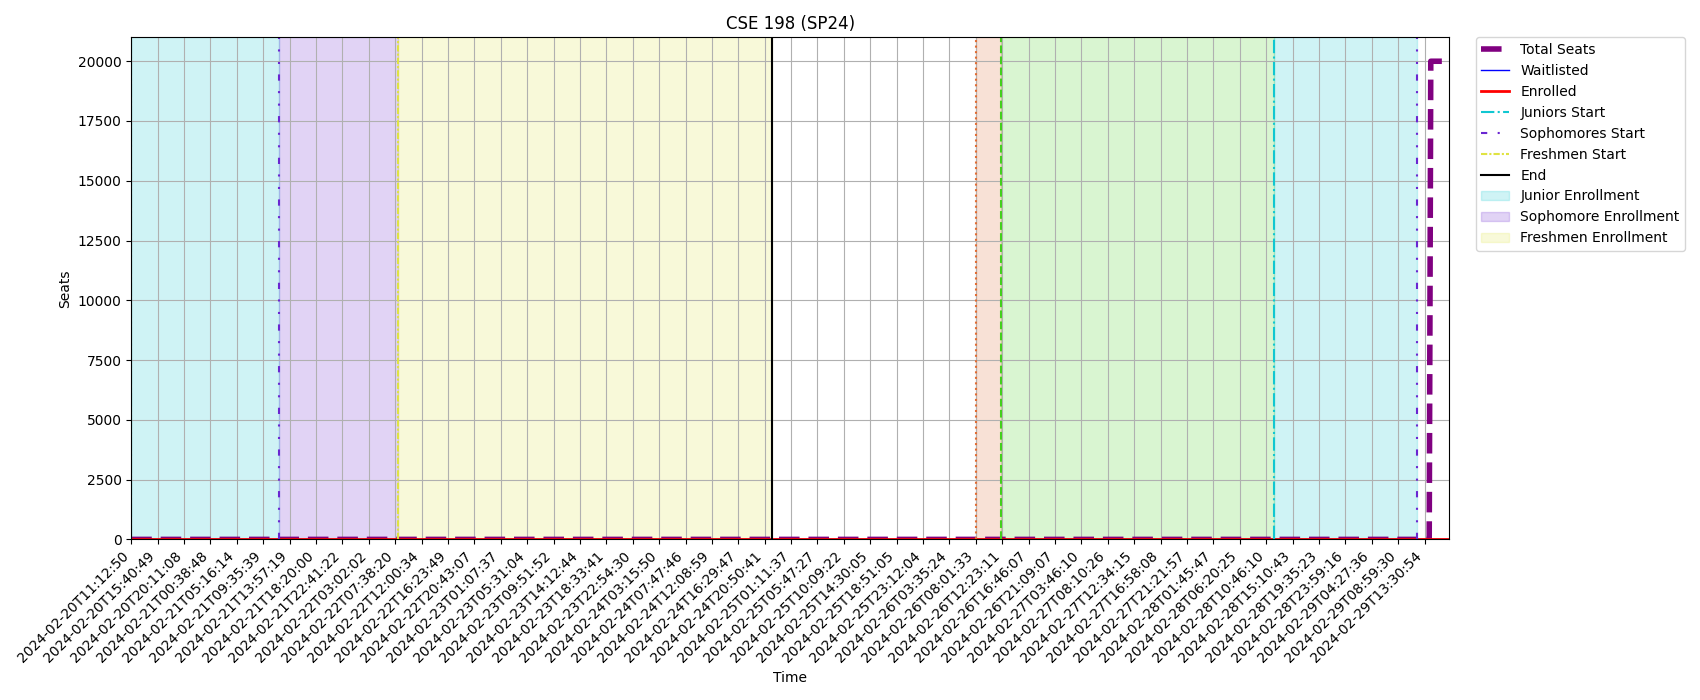 CSE 198 (SP24)
Seats
20000
17500
15000
12500
10000
7500
5000
2500
0
2024-02-20T11:12:50
2024-02-20T15:40:49
2024-02-20T20:11:08
2024-02-21T00:38:48
2024-02-21T05:16:14
2024-02-21T09:35:39
2024-02-21T13:57:19
2024-02-21T18:20:00
2024-02-21T22:41:22
2024-02-22T03:02:02
2024-02-22T07:38:20
2024-02-22T12:00:34
2024-02-22T16:23:49
2024-02-22T20:43:07
2024-02-23T01:07:37
2024-02-23T05:31:04
2024-02-23T09:51:52
2024-02-23T14:12:44
2024-02-23T18:33:41
2024-02-23T22:54:30
2024-02-24T03:15:50
2024-02-24T07:47:46
2024-02-24T12:08:59
2024-02-24T16:29:47
2024-02-24T20:50:41
2024-02-25T01:11:37
2024-02-25T05:47:27
2024-02-25T10:09:22
2024-02-25T14:30:05
2024-02-25T18:51:05
2024-02-25T23:12:04
2024-02-26T03:35:24
2024-02-26T08:01:33
2024-02-26T12:23:11
2024-02-26T16:46:07
2024-02-26T21:09:07
2024-02-27T03:46:10
2024-02-27T08:10:26
2024-02-27T12:34:15
2024-02-27T16:58:08
2024-02-27T21:21:57
2024-02-28T01:45:47
2024-02-28T06:20:25
2024-02-28T10:46:10
2024-02-28T15:10:43
2024-02-28T19:35:23
2024-02-28T23:59:16
2024-02-29T04:27:36
2024-02-29T08:59:30
2024-02-29T13:30:54
Time
Total Seats
Waitlisted
Enrolled
Juniors Start
Sophomores Start
Freshmen Start
End
Junior Enrollment
Sophomore Enrollment
Freshmen Enrollment